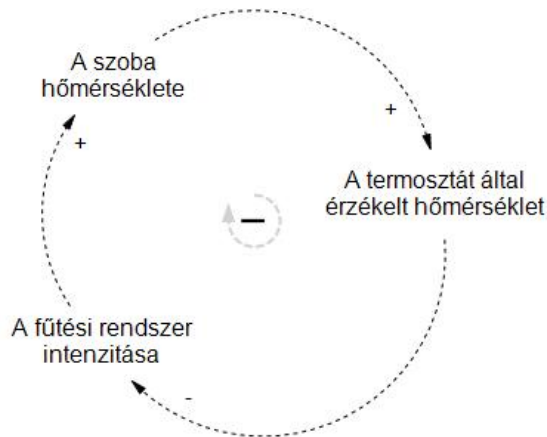 A szoba
hőmérséklete
+
+
A termosztát által
érzékelt hőmérséklet
–
A fűtési rendszer
intenzitása
-